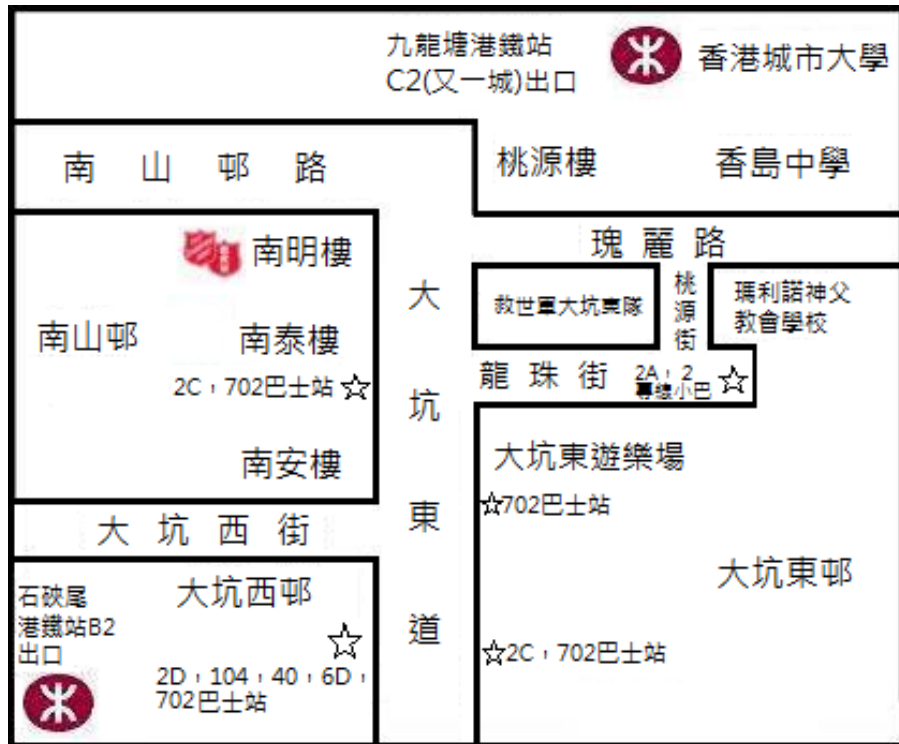 九龍塘港鐵站
C2(又一城)出口
香港城市大學
南山邨路
桃源樓
香島中學
瑰麗路
南明樓
大坑東道
救世軍大坑東隊
桃源街
瑪利諾神父
教會學校
南山邨
南泰樓
2C，702巴士站
龍珠街
2A，2
專線小巴
南安樓
大坑東遊樂場
702巴士站
大坑西街
大坑東邨
石硤尾
港鐵站B2
出口
大坑西邨
2D，104，40，6D，
702巴士站
2C，702巴士站